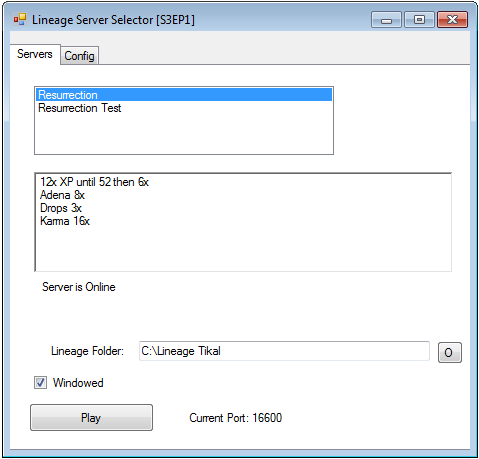 Lineage Server Selector [S3EP1]
Servers Config
Resurrection
Resurrection Test
12x XP until 52 then 6x
Adena 8x
Drops 3x
Karma 16x
Server is Online
Lineage Folder: C:\Lineage Tikal O
Windowed
Play Current Port: 16600